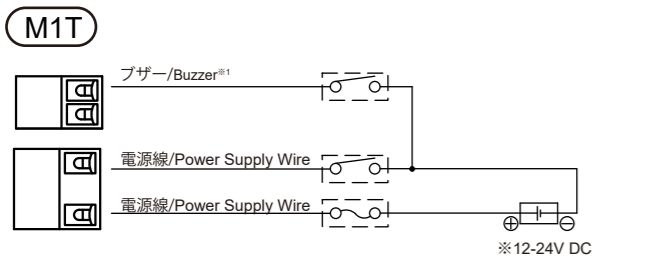 M1T
ブザー/Buzzer※1
電源線/Power Supply Wire
電源線/Power Supply Wire
⊕ ⊖
※12-24V DC